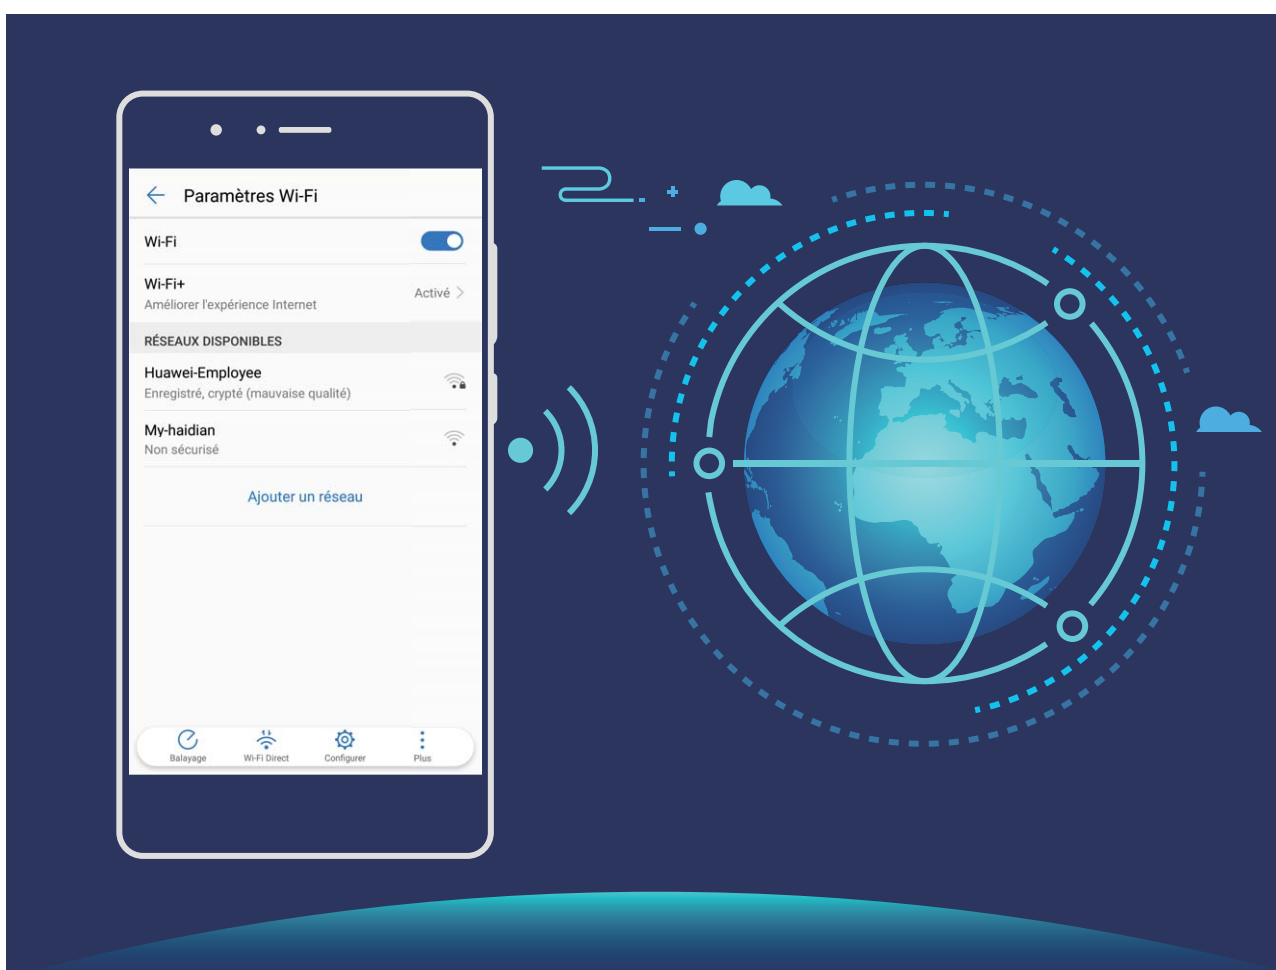 Paramètres Wi-Fi
Wi-Fi
Wi-Fi+
Améliorer l'expérience Internet
Activé
RÉSEAUX DISPONIBLES
Huawei-Employee
Enregistré, crypté (mauvaise qualité)
My-haidian
Non sécurisé
Ajouter un réseau
Balayage
Wi-Fi Direct
Configurer
Plus